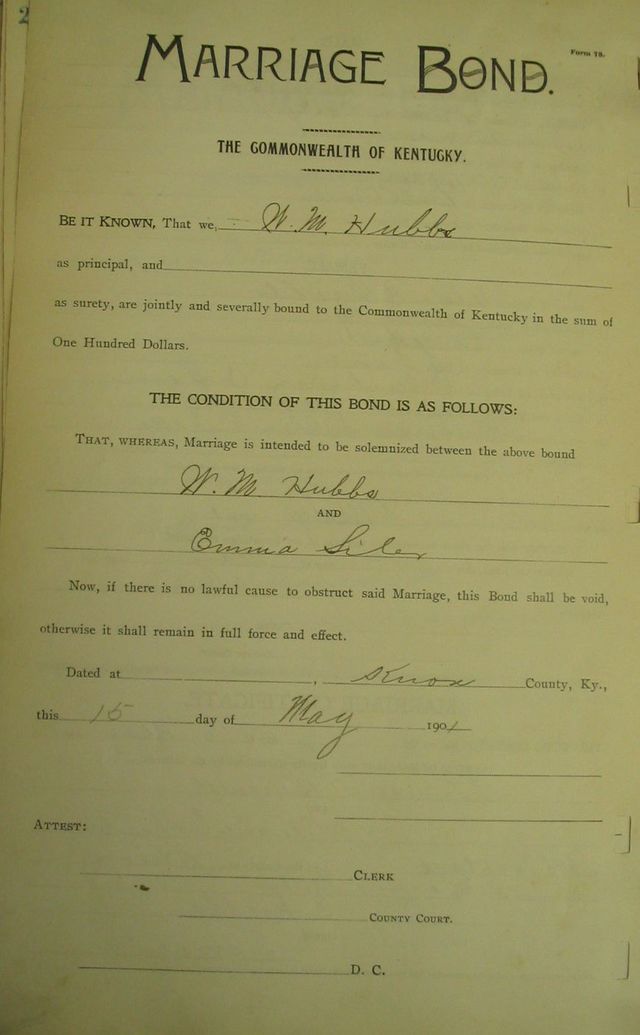 2
Form 78.
MARRIAGE BOND.
THE COMMONWEALTH OF KENTUCKY.
BE IT KNOWN, That we, W. M. Hubbs
as principal, and
as surety, are jointly and severally bound to the Commonwealth of Kentucky in the sum of
One Hundred Dollars.
THE CONDITION OF THIS BOND IS AS FOLLOWS:
THAT, WHEREAS, Marriage is intended to be solemnized between the above bound
W. M Hubbs
AND
Emma Siler
Now, if there is no lawful cause to obstruct said Marriage, this Bond shall be void,
otherwise it shall remain in full force and effect.
Dated at , Knox County, Ky.,
this 15 day of May 1901
ATTEST:
CLERK
COUNTY COURT.
D. C.